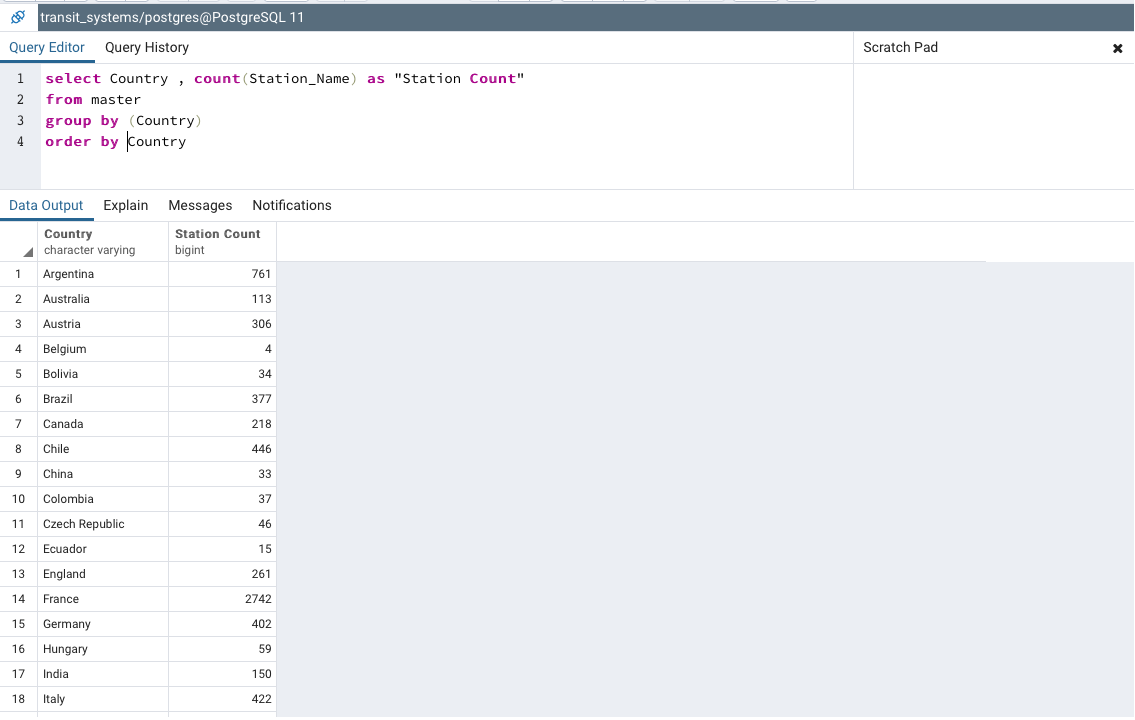 transit_systems/postgres@PostgreSQL 11
Query Editor Query History Scratch Pad
1 select Country , count(Station_Name) as "Station Count"
2 from master
3 group by (Country)
4 order by Country
Data Output Explain Messages Notifications
Country Station Count
character varying bigint
1 Argentina 761
2 Australia 113
3 Austria 306
4 Belgium 4
5 Bolivia 34
6 Brazil 377
7 Canada 218
8 Chile 446
9 China 33
10 Colombia 37
11 Czech Republic 46
12 Ecuador 15
13 England 261
14 France 2742
15 Germany 402
16 Hungary 59
17 India 150
18 Italy 422